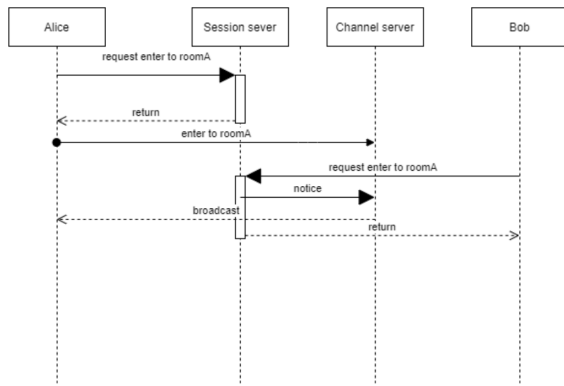 Alice
Session sever
Channel server
Bob
request enter to roomA
return
enter to roomA
request enter to roomA
notice
broadcast
return